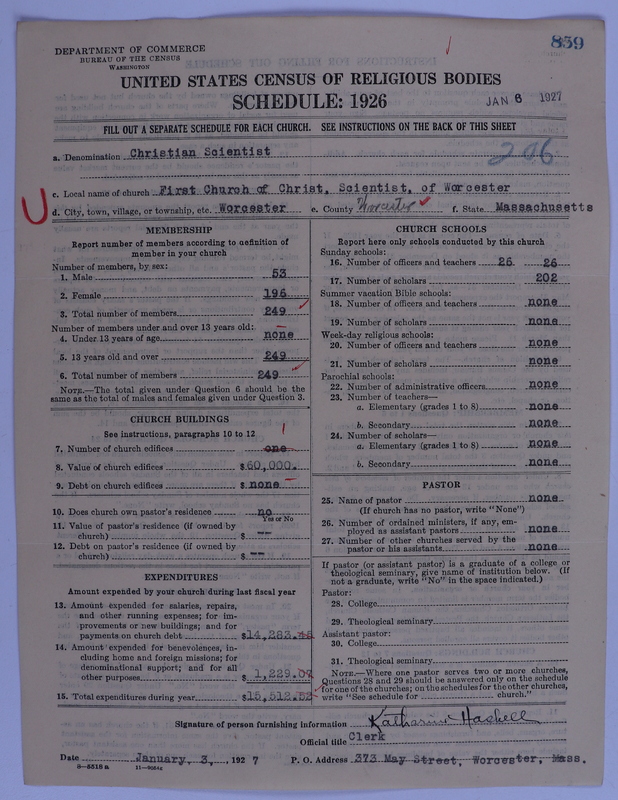 859
DEPARTMENT OF COMMERCE
BUREAU OF THE CENSUS
WASHINGTON
UNITED STATES CENSUS OF RELIGIOUS BODIES
SCHEDULE: 1926
JAN 6 1927
FILL OUT A SEPARATE SCHEDULE FOR EACH CHURCH. SEE INSTRUCTIONS ON THE BACK OF THIS SHEET
a. Denomination Christian Scientist
206
c. Local name of church First Church of Christ, Scientist, of Worcester
d. City, town, village, or township, etc. Worcester e. County Worcester f. State Massachusetts
MEMBERSHIP
Report number of members according to definition of
member in your church
Number of members, by sex:
1. Male 53
2. Female 196
3. Total number of members 249
Number of members under and over 13 years old:
4. Under 13 years of age none
5. 13 years old and over 249
6. Total number of members 249
NOTE.—The total given under Question 6 should be the
same as the total of males and females given under Question 3.
CHURCH BUILDINGS
See instructions, paragraphs 10 to 12
1
7. Number of church edifices one
8. Value of church edifices $60,000.
9. Debt on church edifices $ none
10. Does church own pastor's residence no
Yes or No
11. Value of pastor's residence (if owned by
church) $ --
12. Debt on pastor's residence (if owned by
church) $ --
EXPENDITURES
Amount expended by your church during last fiscal year
13. Amount expended for salaries, repairs,
and other running expenses; for im-
provements or new buildings; and for
payments on church debt $14,283.
14. Amount expended for benevolences, in-
cluding home and foreign missions; for
denominational support; and for all
other purposes $ 1,229.
15. Total expenditures during year $15,512.
CHURCH SCHOOLS
Report here only schools conducted by this church
Sunday schools:
16. Number of officers and teachers 26 26
17. Number of scholars 202
Summer vacation Bible schools:
18. Number of officers and teachers none
19. Number of scholars none
Week-day religious schools:
20. Number of officers and teachers none
21. Number of scholars none
Parochial schools:
22. Number of administrative officers none
23. Number of teachers—
a. Elementary (grades 1 to 8) none
b. Secondary none
24. Number of scholars—
a. Elementary (grades 1 to 8) none
b. Secondary none
PASTOR
25. Name of pastor none
(If church has no pastor, write "None")
26. Number of ordained ministers, if any, em-
ployed as assistant pastors none
27. Number of other churches served by the
pastor or his assistants none
If pastor (or assistant pastor) is a graduate of a college or
theological seminary, give name of institution below. (If
not a graduate, write "No" in the space indicated.)
Pastor:
28. College
29. Theological seminary
Assistant pastor:
30. College
31. Theological seminary
NOTE.—Where one pastor serves two or more churches,
Questions 28 and 29 should be answered only on the schedule
for one of the churches; on the schedules for the other churches,
write "See schedule for church."
Signature of person furnishing information Katharine Haskell
Official title Clerk
Date January, 3, 1927 P. O. Address 373 May Street, Worcester, Mass.
8—5518 a 11—9084c